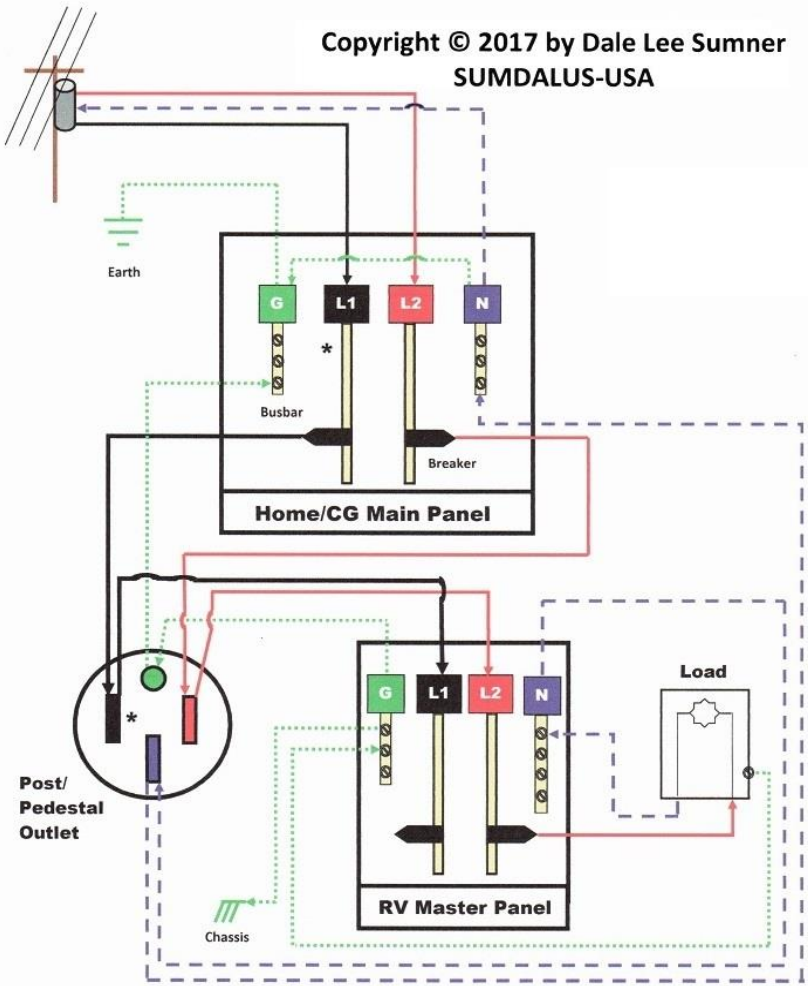 Copyright © 2017 by Dale Lee Sumner
SUMDALUS-USA
Earth
G
L1
L2
N
*
Busbar
Breaker
Home/CG Main Panel
*
Post/
Pedestal
Outlet
G
L1
L2
N
Load
Chassis
RV Master Panel